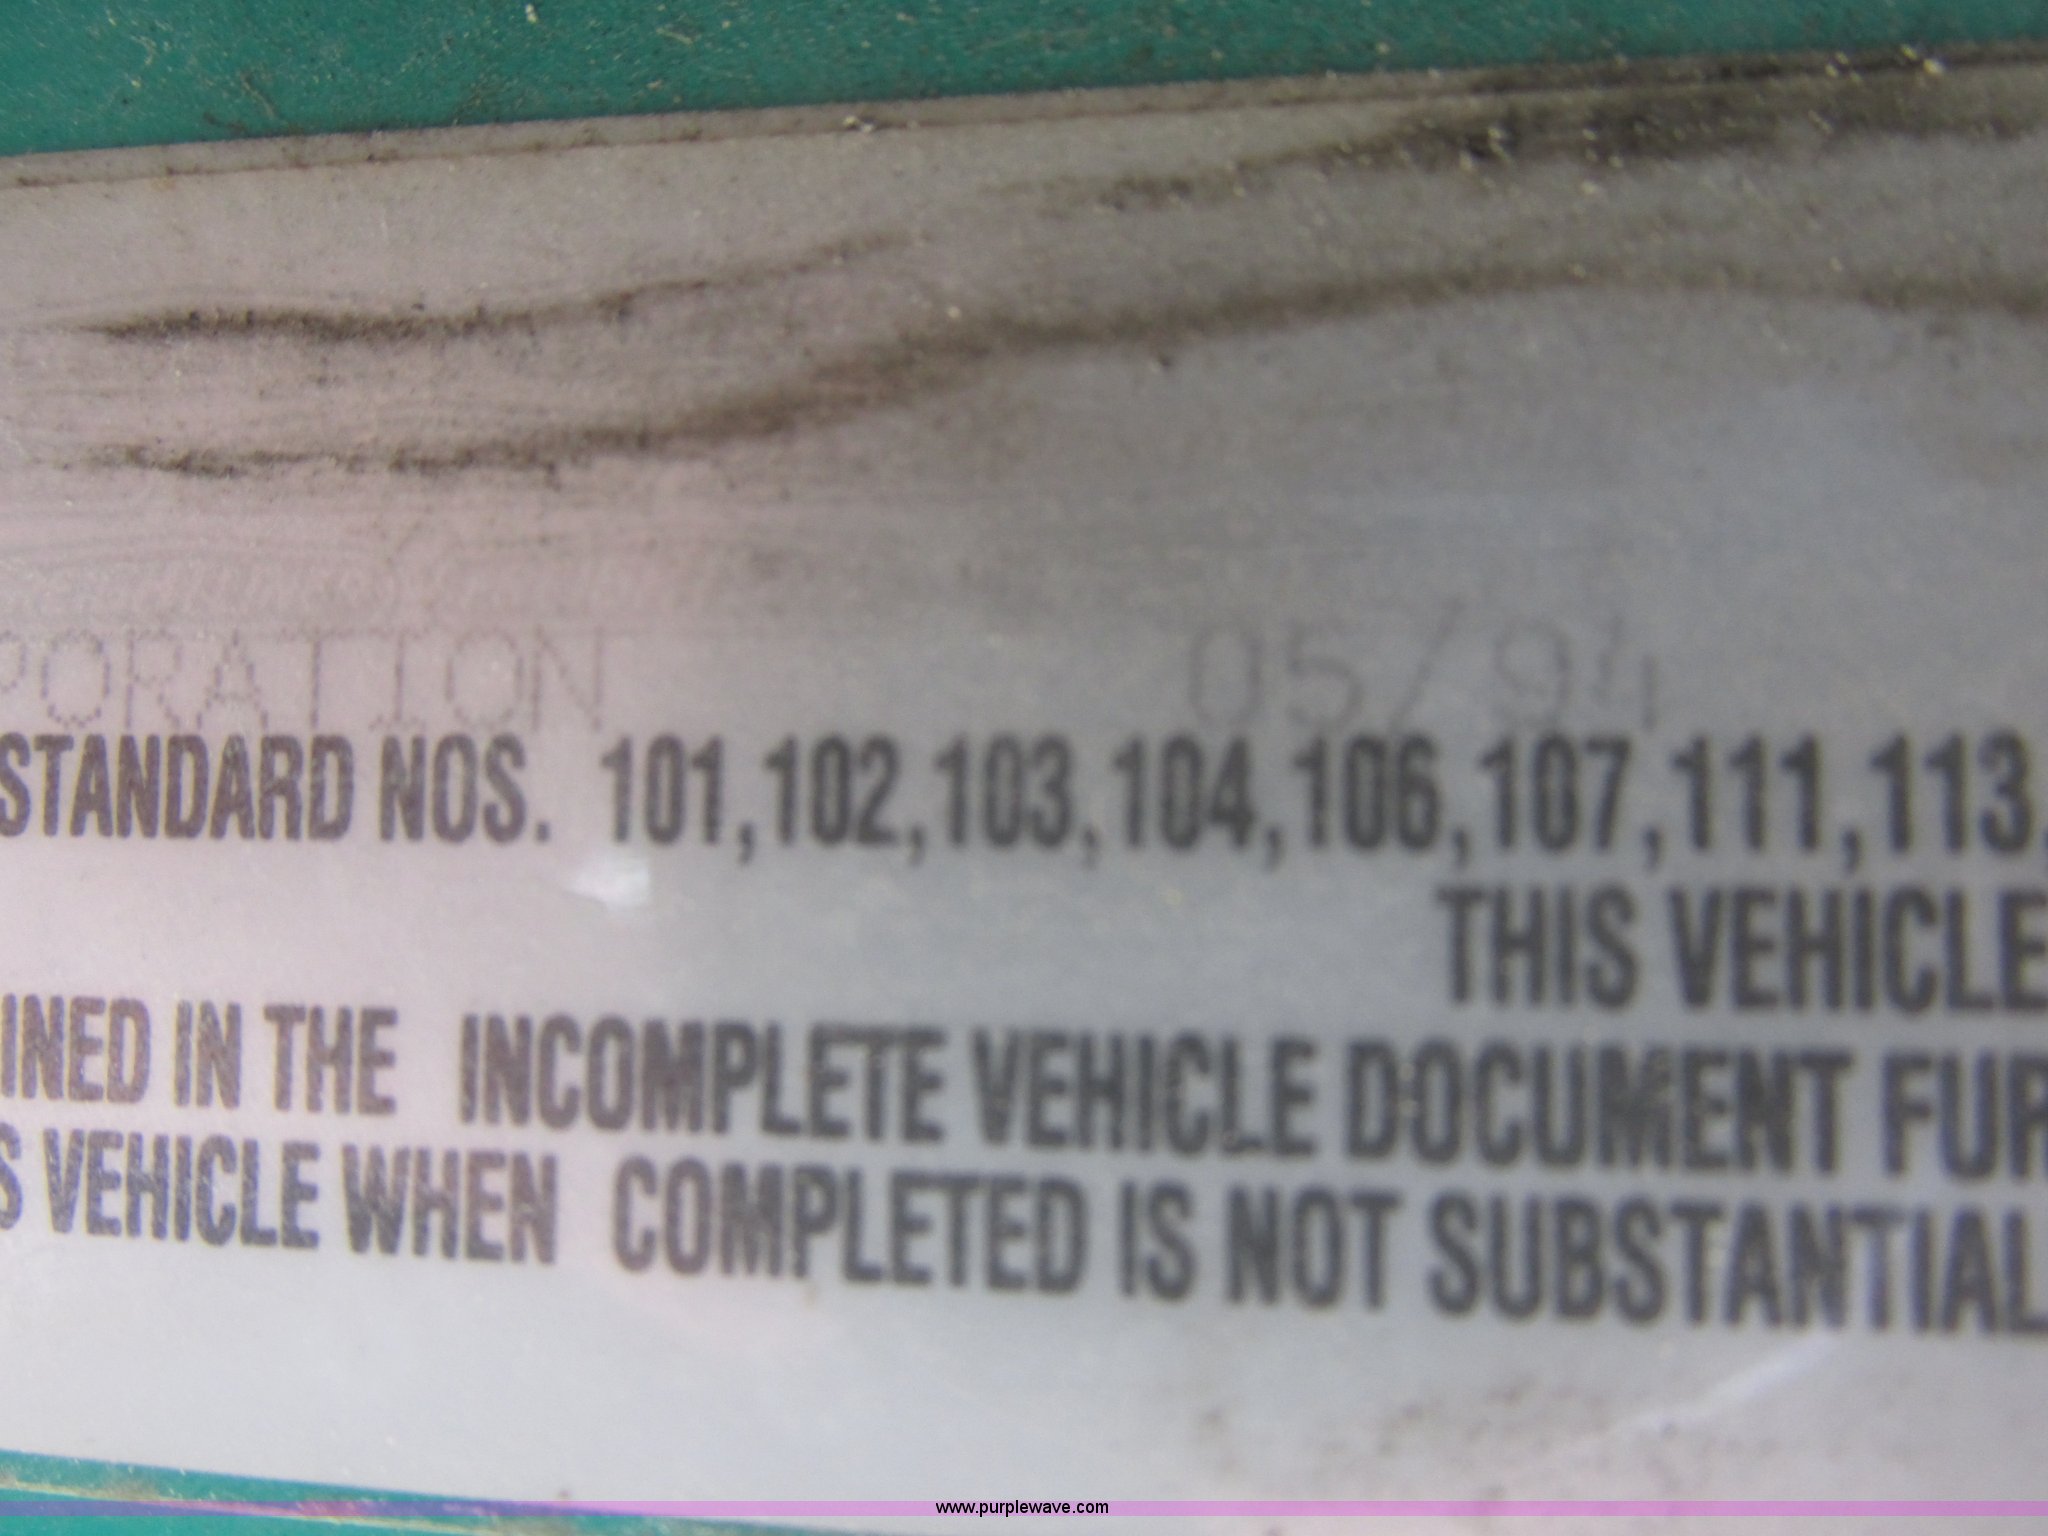 PORATION 05/94
STANDARD NOS. 101,102,103,104,106,107,111,113,
THIS VEHICLE
INED IN THE INCOMPLETE VEHICLE DOCUMENT FUR
S VEHICLE WHEN COMPLETED IS NOT SUBSTANTIAL
www.purplewave.com